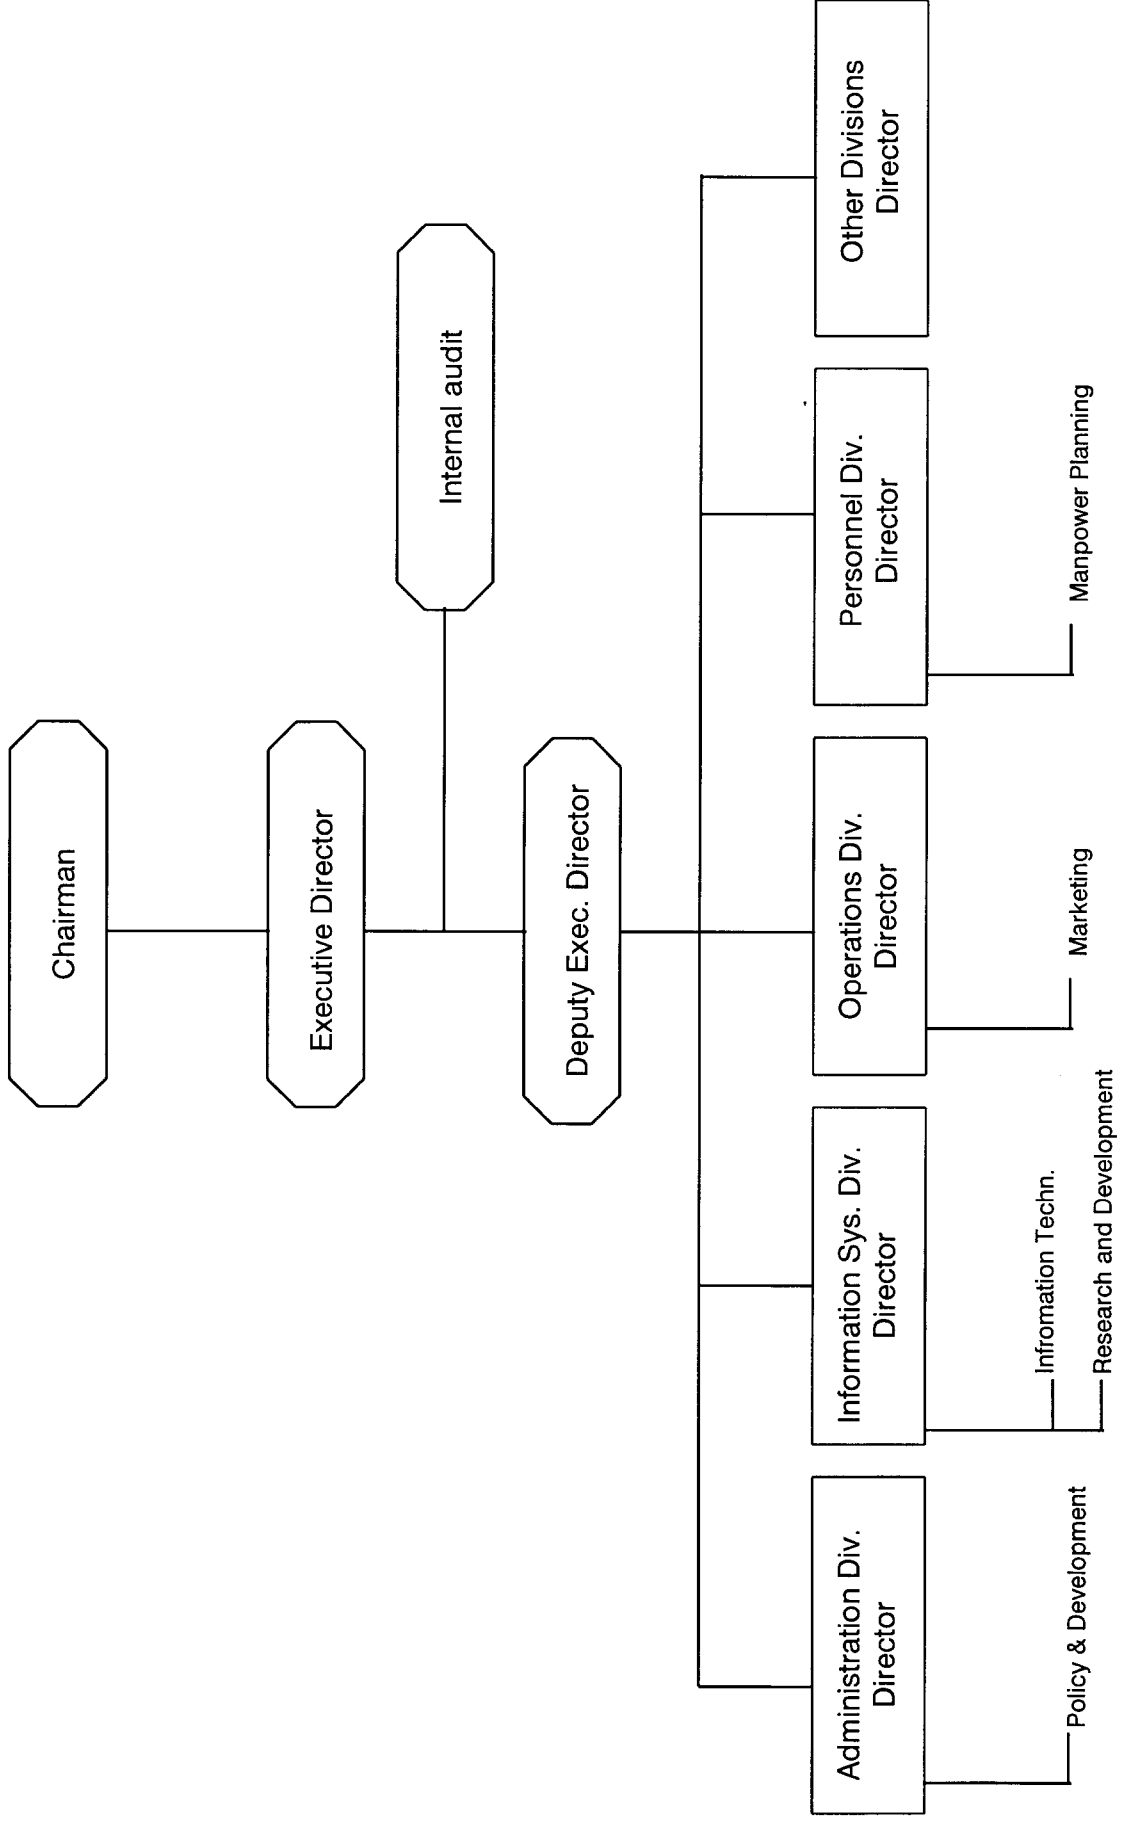 Chairman
Executive Director
Internal audit
Deputy Exec. Director
Administration Div.
Director
Information Sys. Div.
Director
Operations Div.
Director
Personnel Div.
Director
Other Divisions
Director
Policy & Development
Infromation Techn.
Research and Development
Marketing
Manpower Planning